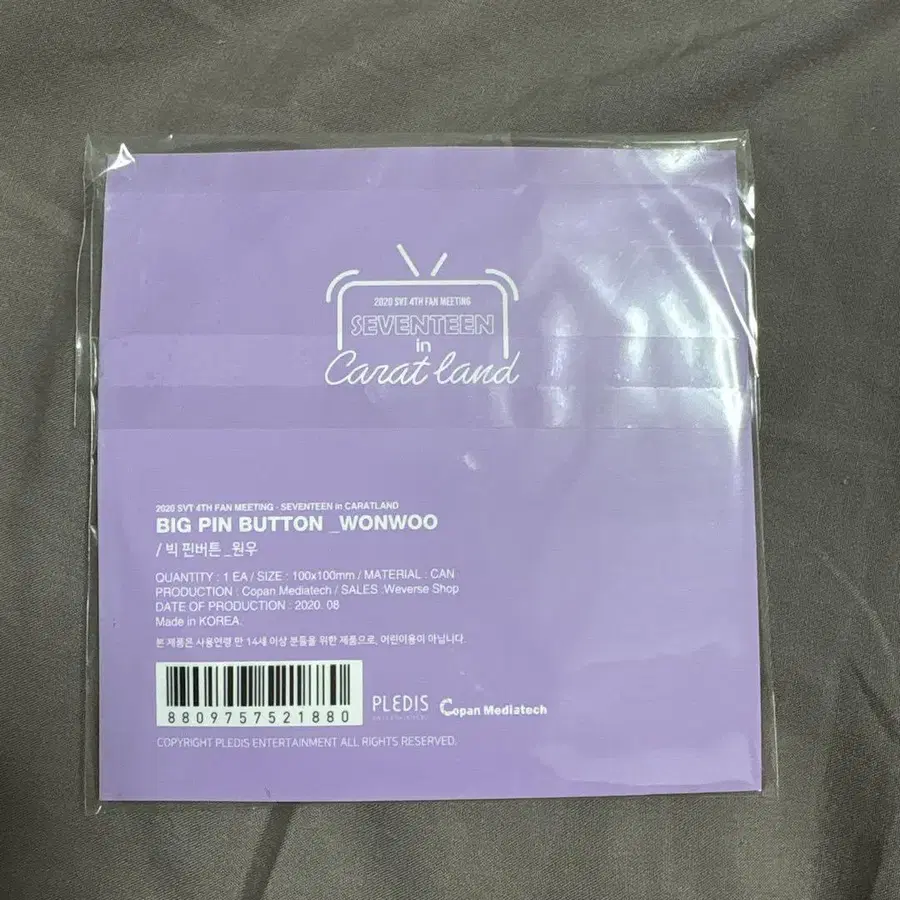 2020 SVT 4TH FAN MEETING
SEVENTEEN
in
Carat land
2020 SVT 4TH FAN MEETING - SEVENTEEN in CARATLAND
BIG PIN BUTTON _WONWOO
/ 빅 핀버튼 _원우
QUANTITY : 1 EA / SIZE : 100x100mm / MATERIAL : CAN
PRODUCTION : Copan Mediatech / SALES :Weverse Shop
DATE OF PRODUCTION : 2020. 08
Made in KOREA.
본 제품은 사용연령 만 14세 이상 분들을 위한 제품으로, 어린이용이 아닙니다.
8809757521880
PLEDIS
Copan Mediatech
COPYRIGHT PLEDIS ENTERTAINMENT ALL RIGHTS RESERVED.